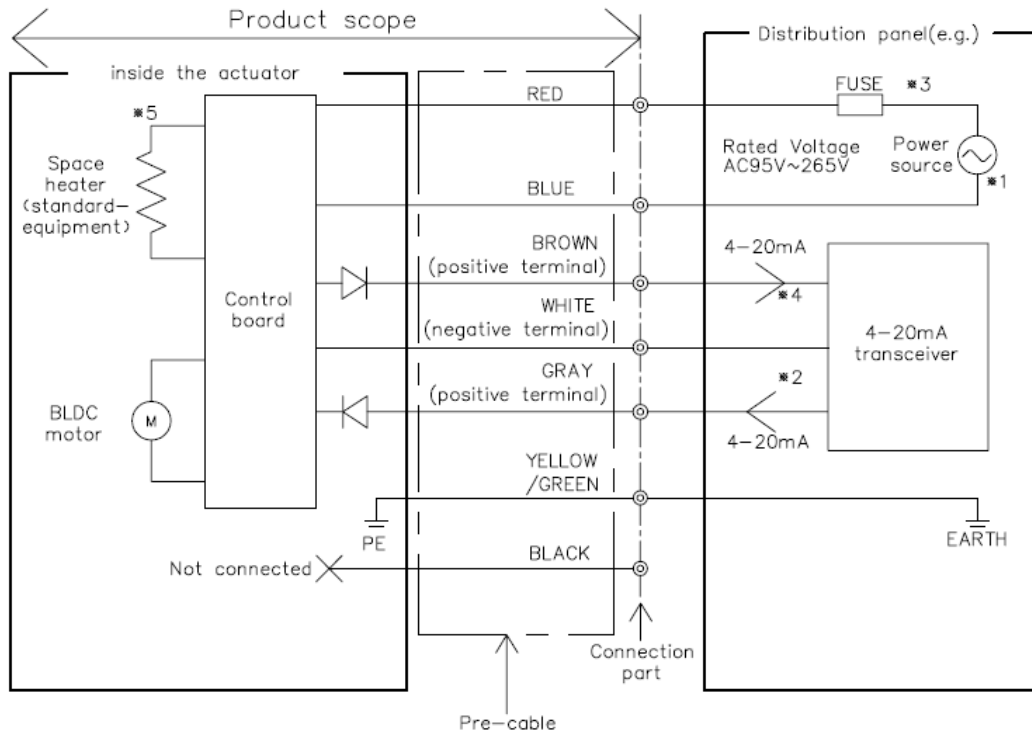 Product scope
Distribution panel(e.g.)
inside the actuator
RED
FUSE ※3
※5
Space
heater
(standard-
equipment)
Rated Voltage
AC95V~265V
Power
source
※1
BLUE
BROWN
(positive terminal)
4-20mA
※4
Control
board
WHITE
(negative terminal)
4-20mA
transceiver
GRAY
(positive terminal)
※2
4-20mA
BLDC
motor
M
YELLOW
/GREEN
PE
EARTH
BLACK
Not connected
Connection
part
Pre-cable